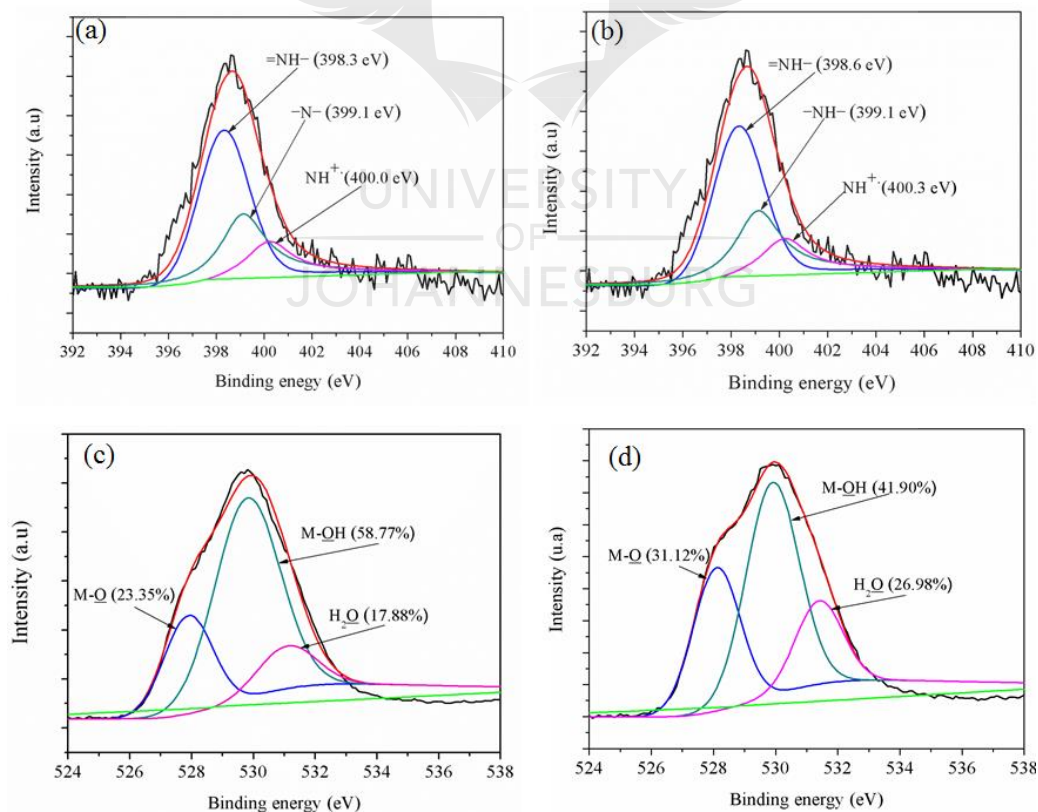 (a)
=NH− (398.3 eV)
−N− (399.1 eV)
NH⁺· (400.0 eV)
Intensity (a.u)
392 394 396 398 400 402 404 406 408 410
Binding enegy (eV)
(b)
=NH− (398.6 eV)
−NH− (399.1 eV)
NH⁺· (400.3 eV)
Intensity (a.u)
392 394 396 398 400 402 404 406 408 410
Binding energy (eV)
UNIVERSITY
OF
JOHANNESBURG
(c)
M-OH (58.77%)
M-O (23.35%)
H₂O (17.88%)
Intensity (a.u)
524 526 528 530 532 534 536 538
Binding energy (eV)
(d)
M-OH (41.90%)
M-O (31.12%)
H₂O (26.98%)
Intensity (u.a)
524 526 528 530 532 534 536 538
Binding energy (eV)